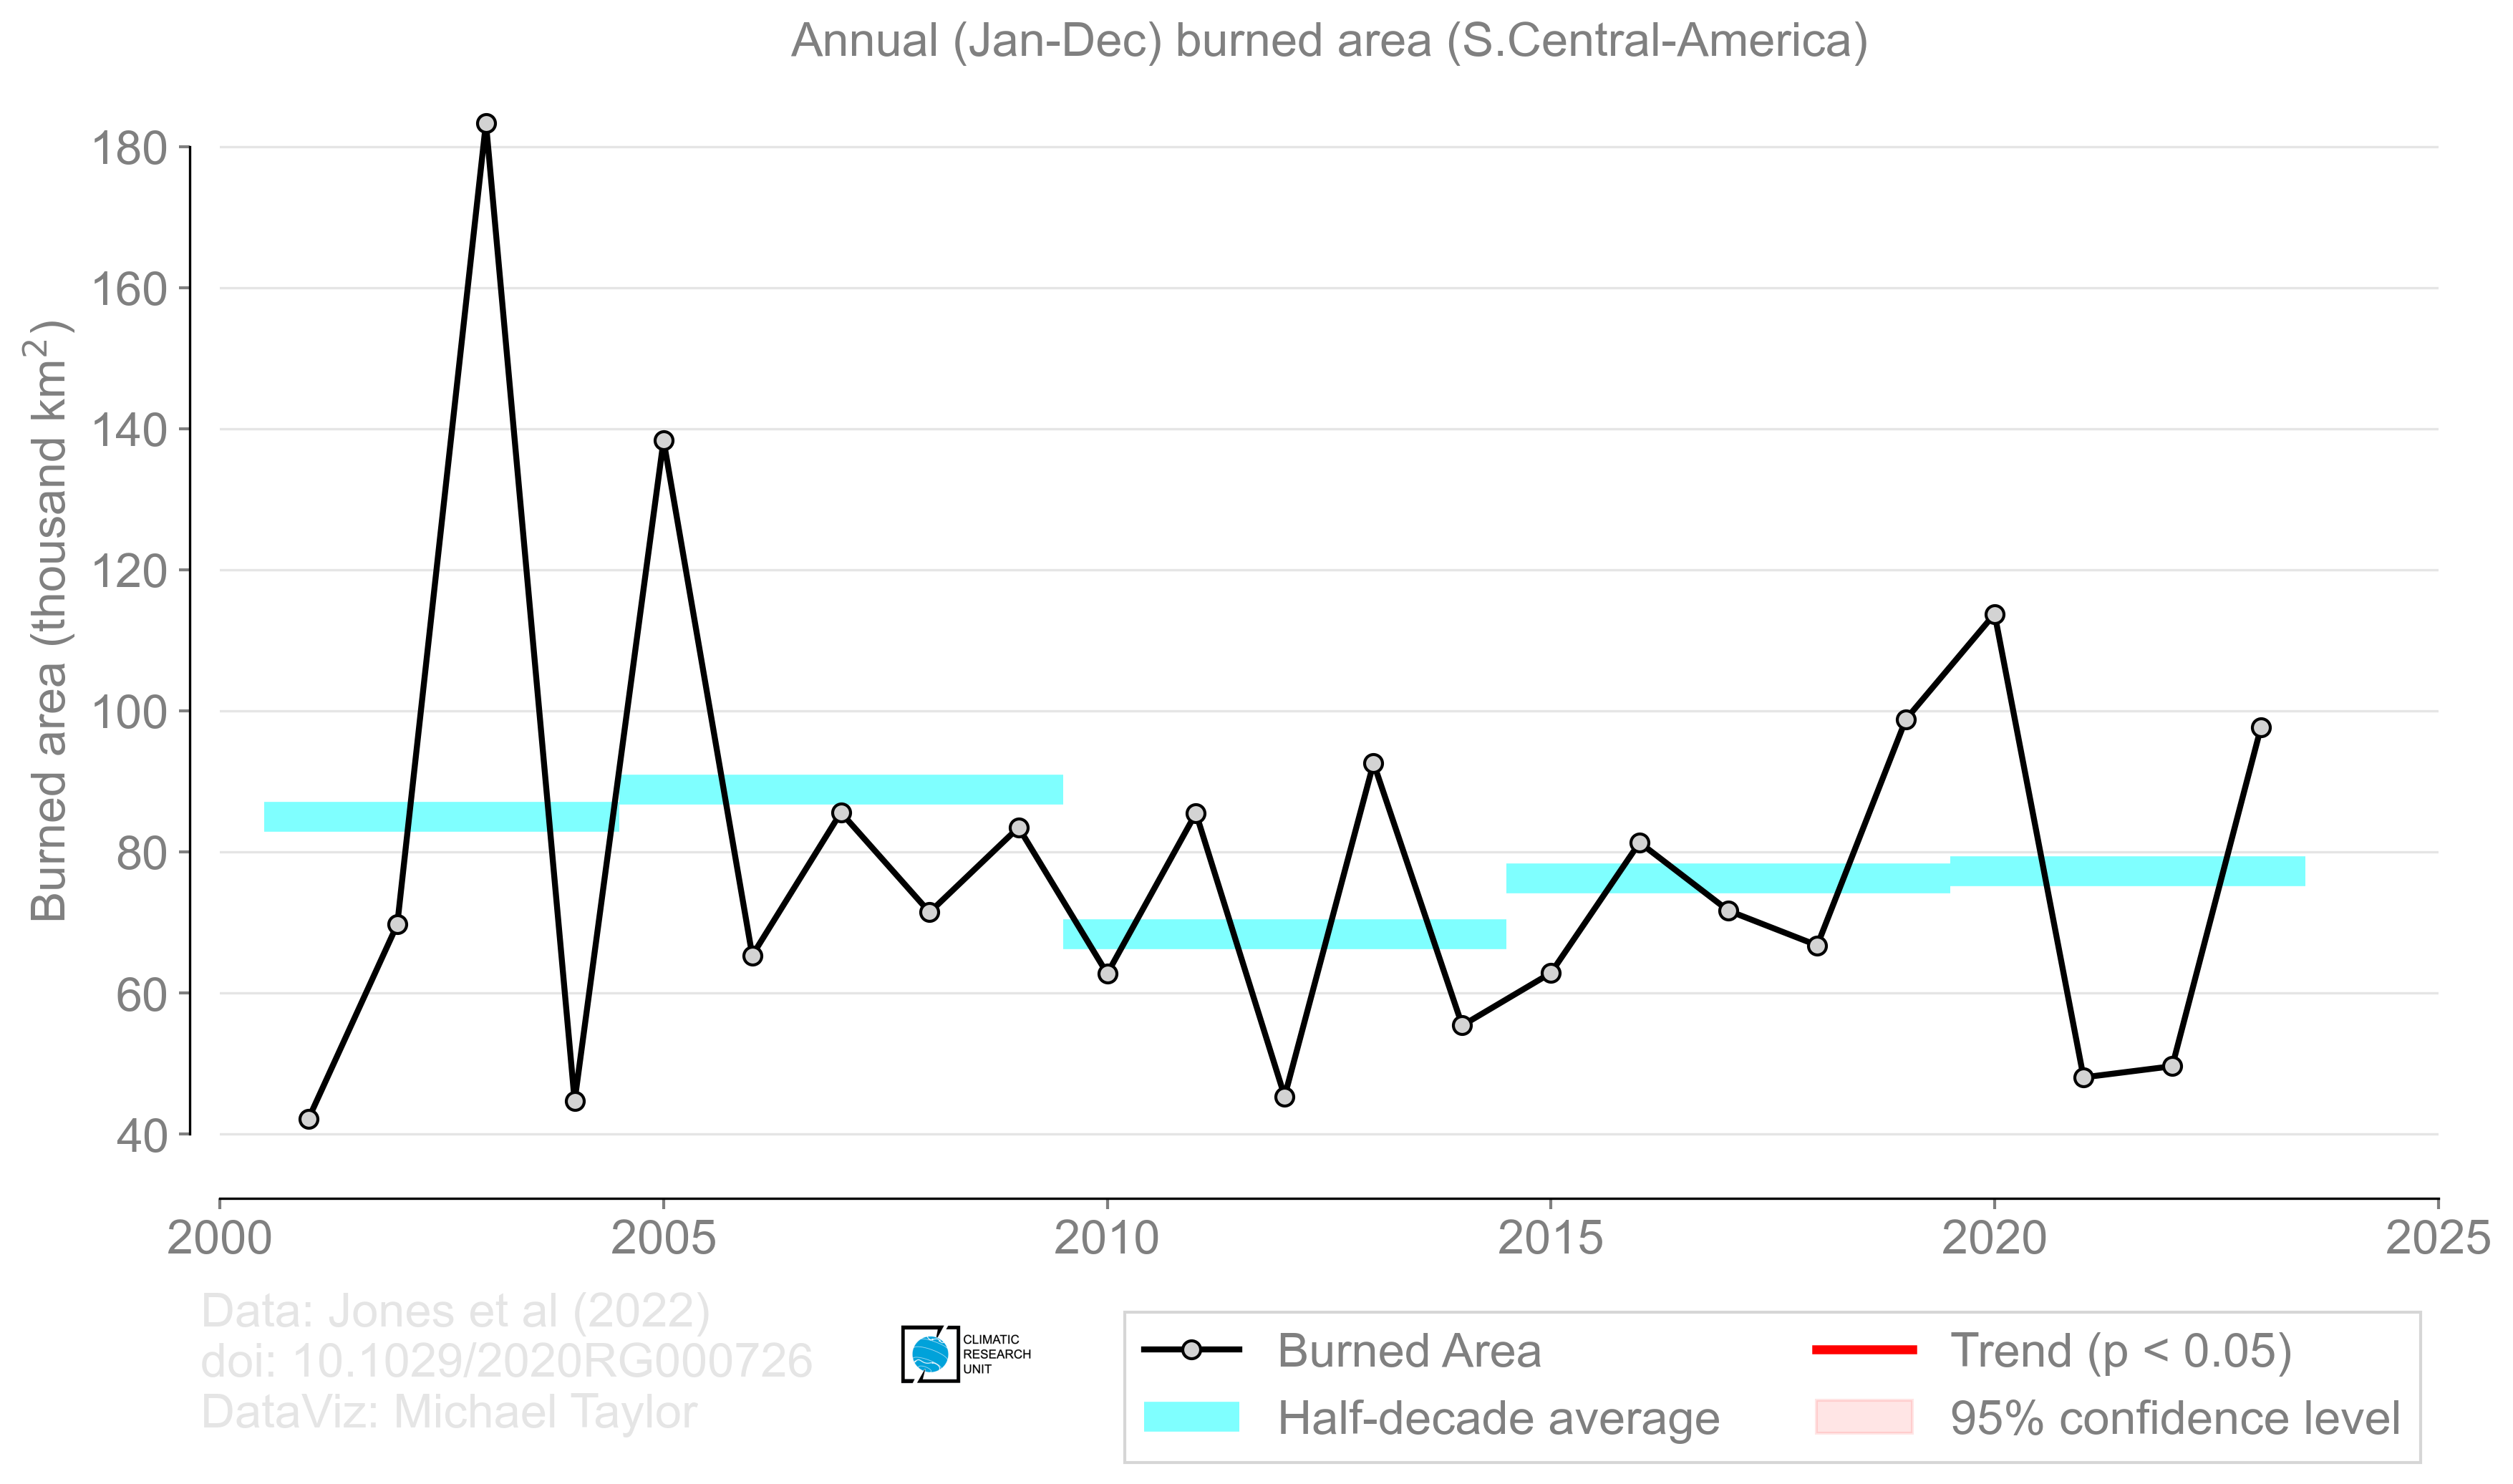 Annual (Jan-Dec) burned area (S.Central-America)
Burned area (thousand km²)
180
160
140
120
100
80
60
40
2000 2005 2010 2015 2020 2025
Data: Jones et al (2022)
doi: 10.1029/2020RG000726
DataViz: Michael Taylor
CLIMATIC
RESEARCH
UNIT
Burned Area
Half-decade average
Trend (p < 0.05)
95% confidence level